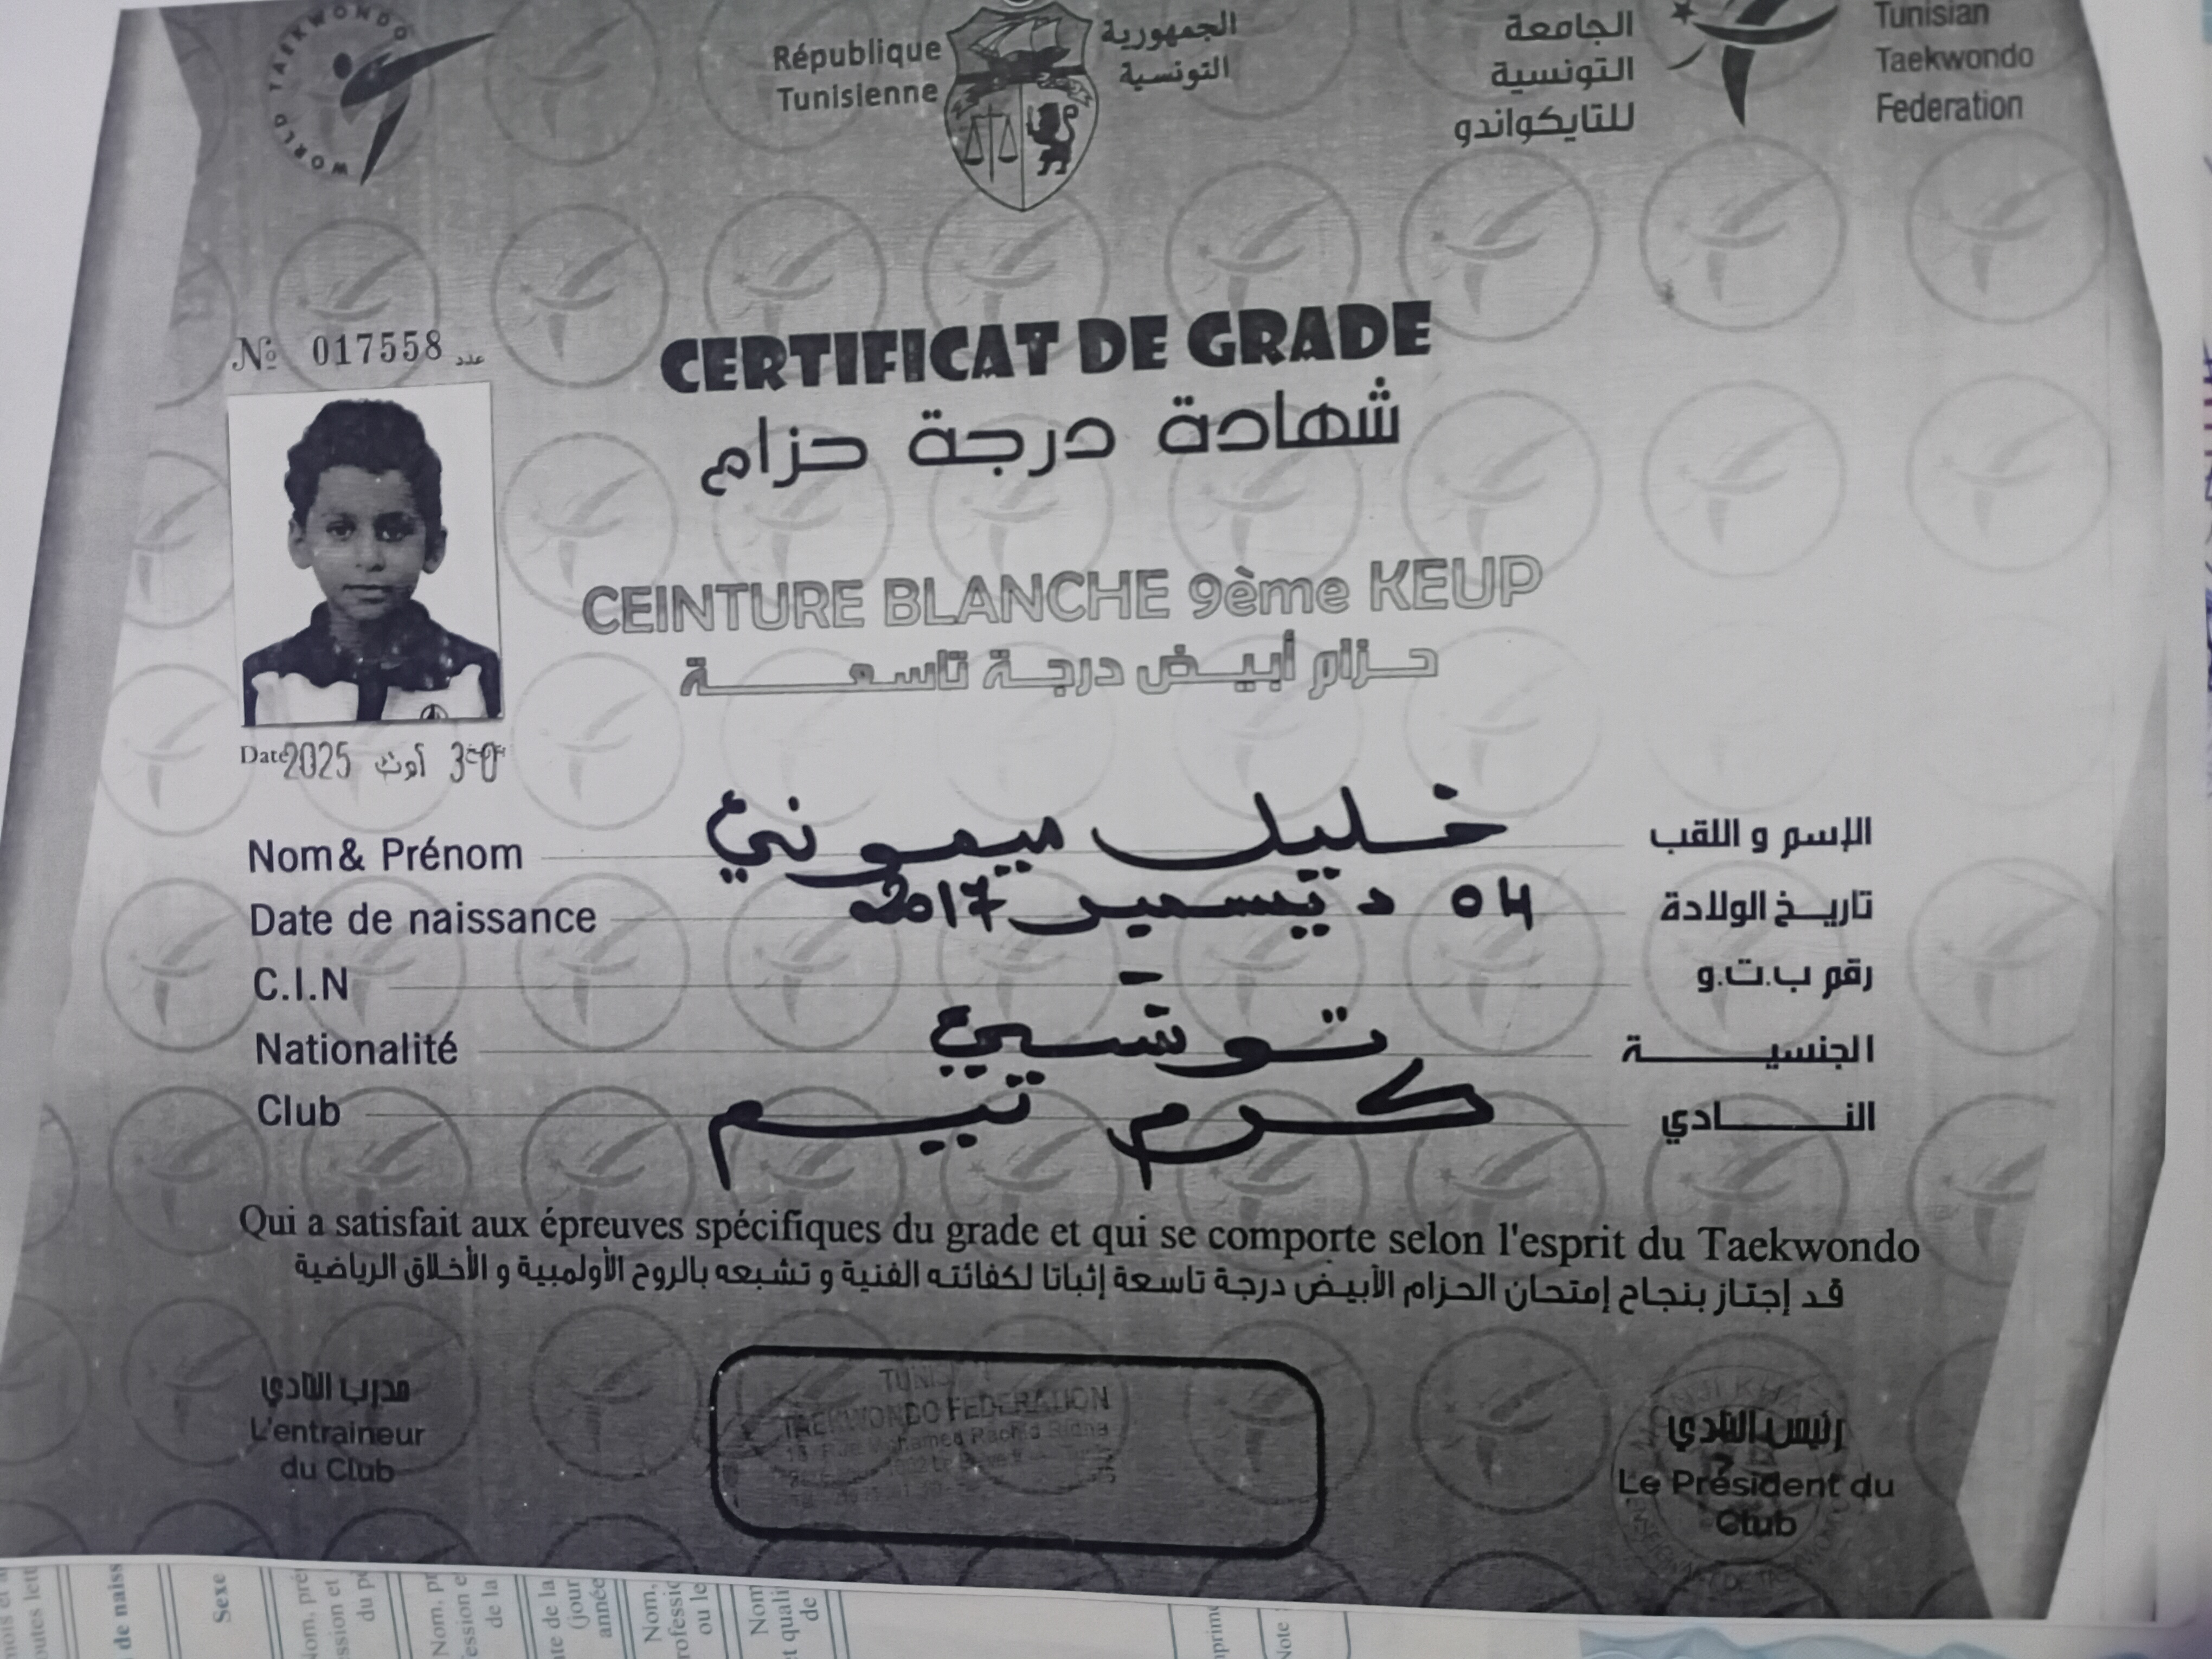 WORLD TAEKWONDO
République
Tunisienne
الجمهورية
التونسية
الجامعة
التونسية
للتايكواندو
Tunisian
Taekwondo
Federation
№ 017558 عدد
CERTIFICAT DE GRADE
شهادة درجة حزام
CEINTURE BLANCHE 9ème KEUP
حزام أبيض درجة تاسعة
Date 30 أوت 2025
Nom& Prénom خليل ميموني الإسم و اللقب
Date de naissance 04 ديسمبر 2017 تاريخ الولادة
C.I.N - رقم ب.ت.و
Nationalité تونسي الجنسية
Club كرم تيم النادي
Qui a satisfait aux épreuves spécifiques du grade et qui se comporte selon l'esprit du Taekwondo
قد إجتاز بنجاح إمتحان الحزام الأبيض درجة تاسعة إثباتا لكفائته الفنية و تشبعه بالروح الأولمبية و الأخلاق الرياضية
مدرب النادي
L'entraineur
du Club
TAEKWONDO FEDERATION
Mohamed Rachid Ridha
رئيس النادي
Le Président du
Club
Sexe